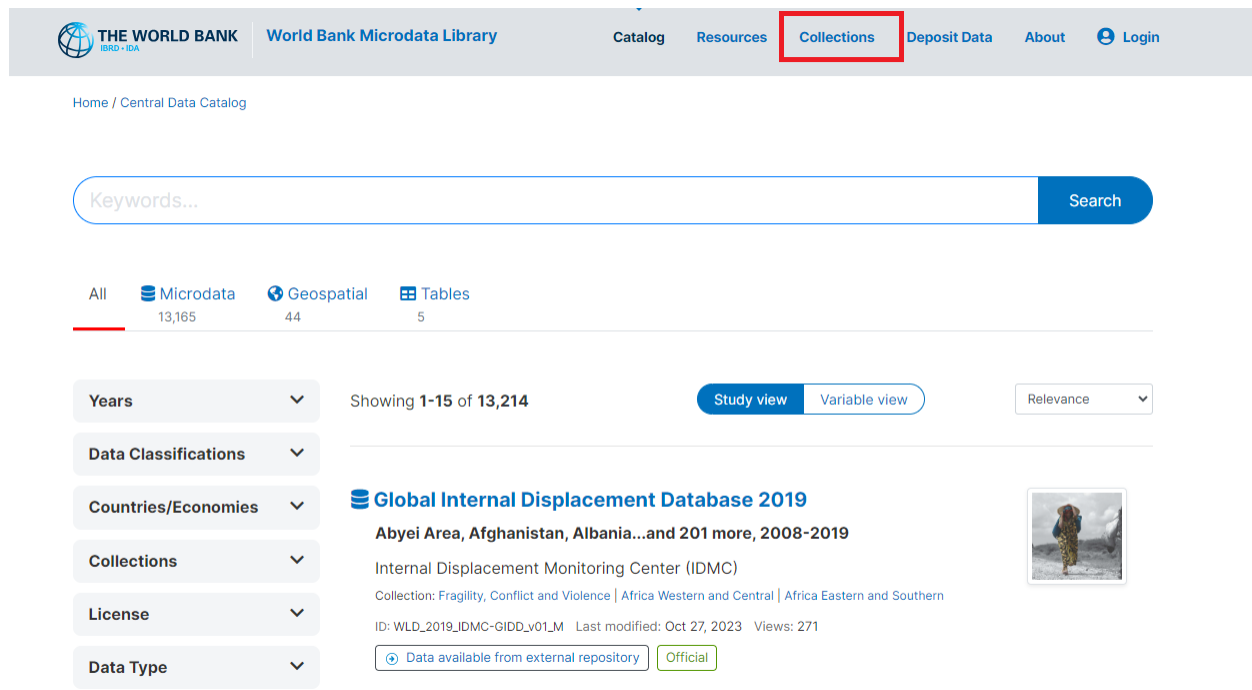 THE WORLD BANK
IBRD • IDA
World Bank Microdata Library
Catalog Resources Collections Deposit Data About Login
Home / Central Data Catalog
Keywords...
Search
All Microdata Geospatial Tables
13,165 44 5
Years
Showing 1-15 of 13,214
Study view Variable view
Relevance
Data Classifications
Countries/Economies
Collections
License
Data Type
Global Internal Displacement Database 2019
Abyei Area, Afghanistan, Albania...and 201 more, 2008-2019
Internal Displacement Monitoring Center (IDMC)
Collection: Fragility, Conflict and Violence | Africa Western and Central | Africa Eastern and Southern
ID: WLD_2019_IDMC-GIDD_v01_M Last modified: Oct 27, 2023 Views: 271
Data available from external repository Official